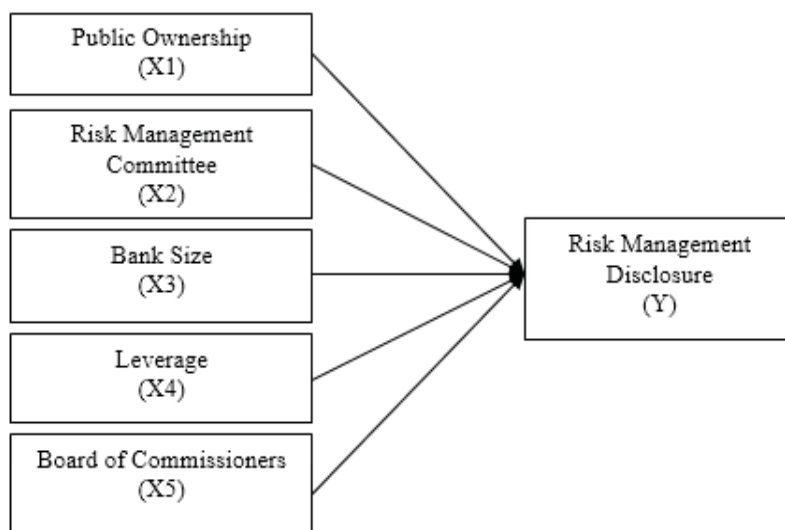 Public Ownership
(X1)
Risk Management
Committee
(X2)
Bank Size
(X3)
Leverage
(X4)
Board of Commissioners
(X5)
Risk Management
Disclosure
(Y)